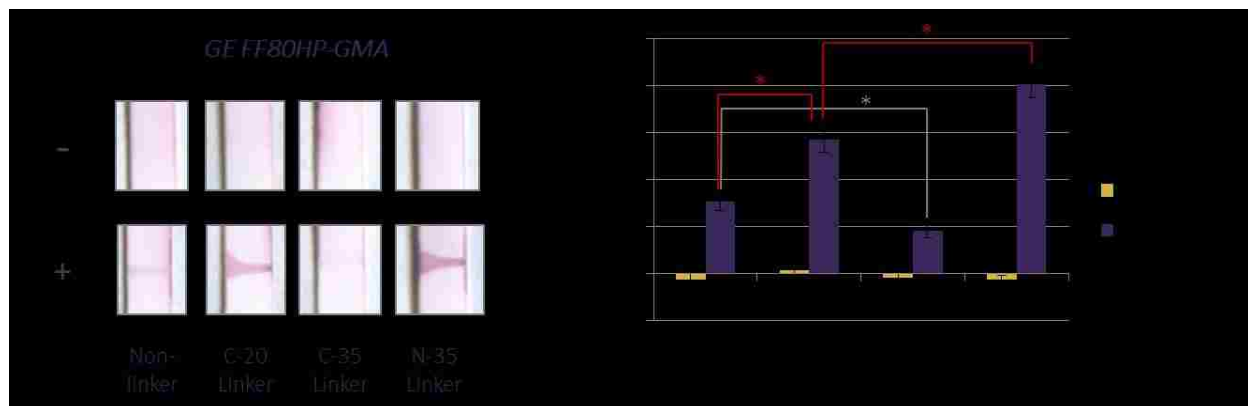 GE FF80HP-GMA
* *
*
-
+
Non- C-20 C-35 N-35
linker Linker Linker Linker